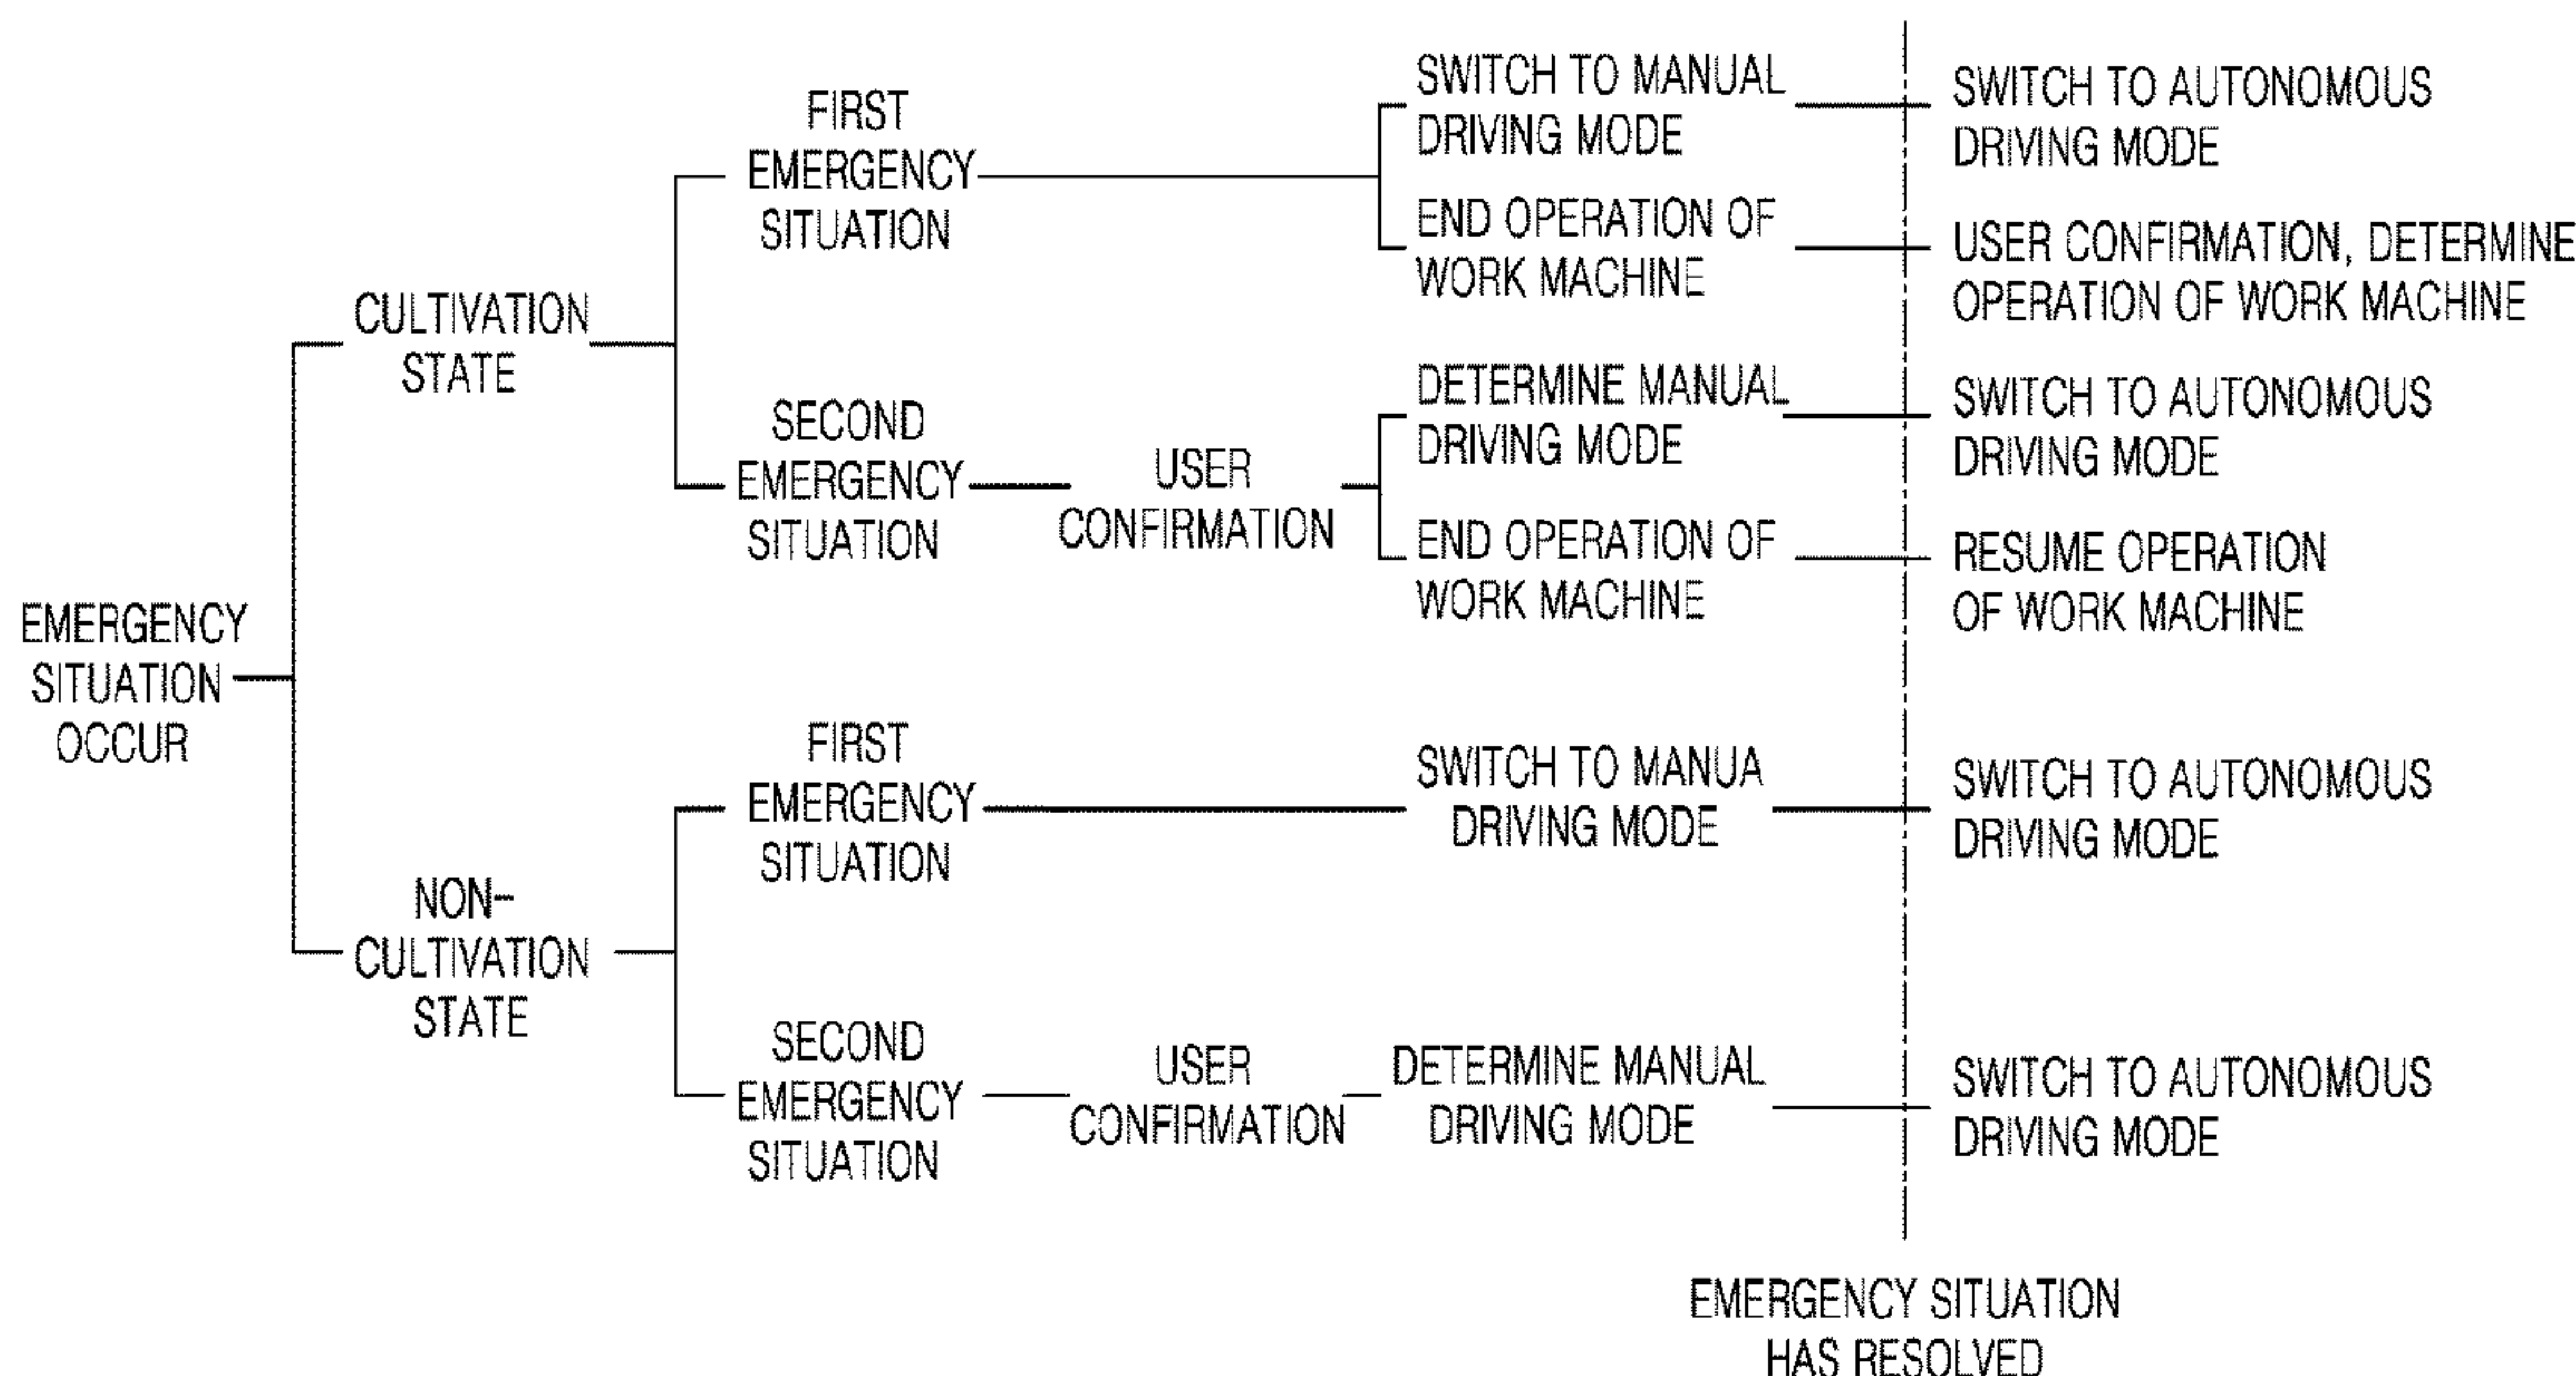 EMERGENCY
SITUATION
OCCUR
CULTIVATION
STATE
FIRST
EMERGENCY
SITUATION
SWITCH TO MANUAL
DRIVING MODE
SWITCH TO AUTONOMOUS
DRIVING MODE
END OPERATION OF
WORK MACHINE
USER CONFIRMATION, DETERMINE
OPERATION OF WORK MACHINE
SECOND
EMERGENCY
SITUATION
USER
CONFIRMATION
DETERMINE MANUAL
DRIVING MODE
SWITCH TO AUTONOMOUS
DRIVING MODE
END OPERATION OF
WORK MACHINE
RESUME OPERATION
OF WORK MACHINE
NON-
CULTIVATION
STATE
FIRST
EMERGENCY
SITUATION
SWITCH TO MANUA
DRIVING MODE
SWITCH TO AUTONOMOUS
DRIVING MODE
SECOND
EMERGENCY
SITUATION
USER
CONFIRMATION
DETERMINE MANUAL
DRIVING MODE
SWITCH TO AUTONOMOUS
DRIVING MODE
EMERGENCY SITUATION
HAS RESOLVED